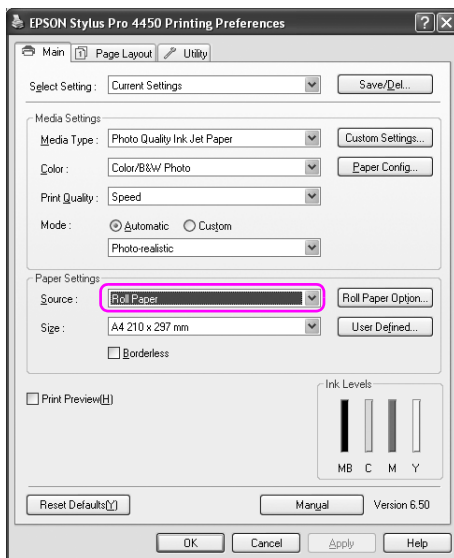 EPSON Stylus Pro 4450 Printing Preferences
Main Page Layout Utility
Select Setting : Current Settings Save/Del...
Media Settings
Media Type : Photo Quality Ink Jet Paper Custom Settings...
Color : Color/B&W Photo Paper Config...
Print Quality : Speed
Mode : Automatic Custom
Photo-realistic
Paper Settings
Source : Roll Paper Roll Paper Option...
Size : A4 210 x 297 mm User Defined...
Borderless
Ink Levels
Print Preview(H)
MB C M Y
Reset Defaults(Y) Manual Version 6.50
OK Cancel Apply Help